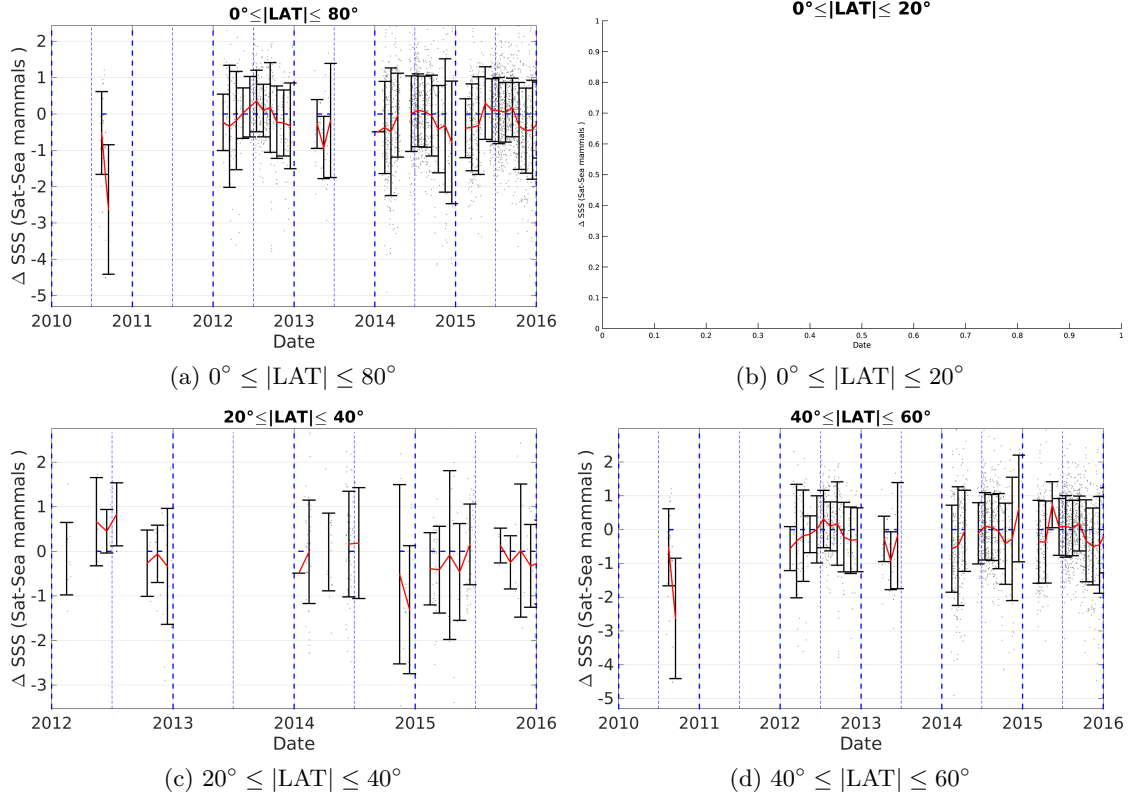 0°≤|LAT|≤ 80°
Δ SSS (Sat-Sea mammals )
2
1
0
-1
-2
-3
-4
-5
2010 2011 2012 2013 2014 2015 2016
Date
(a) 0° ≤ |LAT| ≤ 80°
0°≤|LAT|≤ 20°
Δ SSS (Sat-Sea mammals )
1
0.9
0.8
0.7
0.6
0.5
0.4
0.3
0.2
0.1
0
0 0.1 0.2 0.3 0.4 0.5 0.6 0.7 0.8 0.9 1
Date
(b) 0° ≤ |LAT| ≤ 20°
20°≤|LAT|≤ 40°
Δ SSS (Sat-Sea mammals )
2
1
0
-1
-2
-3
2012 2013 2014 2015 2016
Date
(c) 20° ≤ |LAT| ≤ 40°
40°≤|LAT|≤ 60°
Δ SSS (Sat-Sea mammals )
2
1
0
-1
-2
-3
-4
-5
2010 2011 2012 2013 2014 2015 2016
Date
(d) 40° ≤ |LAT| ≤ 60°